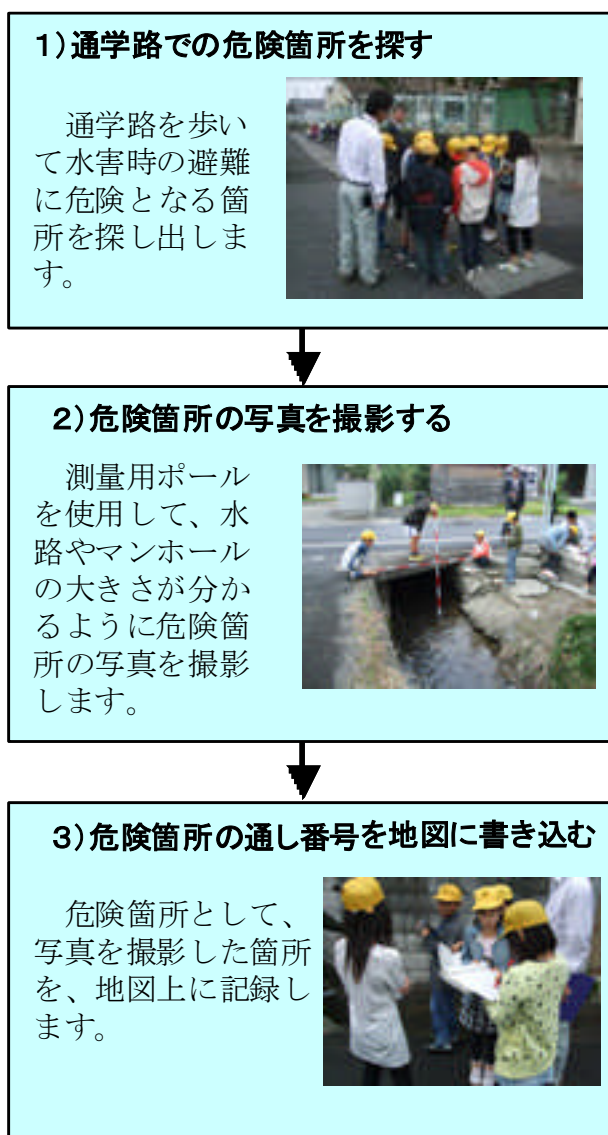 1)通学路での危険箇所を探す
通学路を歩い
て水害時の避難
に危険となる箇
所を探し出しま
す。
2)危険箇所の写真を撮影する
測量用ポール
を使用して、水
路やマンホール
の大きさが分か
るように危険箇
所の写真を撮影
します。
3)危険箇所の通し番号を地図に書き込む
危険箇所として、
写真を撮影した箇所
を、地図上に記録し
ます。